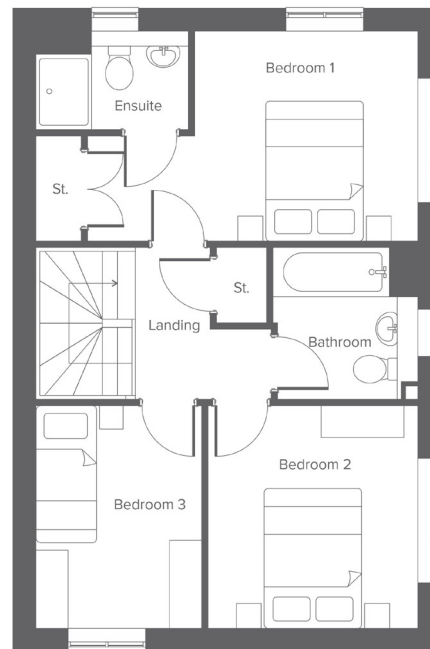 Bedroom 1
Ensuite
St.
St.
Landing
Bathroom
Bedroom 2
Bedroom 3